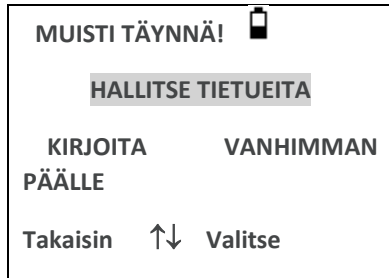 MUISTI TÄYNNÄ!
HALLITSE TIETUEITA
KIRJOITA VANHIMMAN
PÄÄLLE
Takaisin ↑↓ Valitse